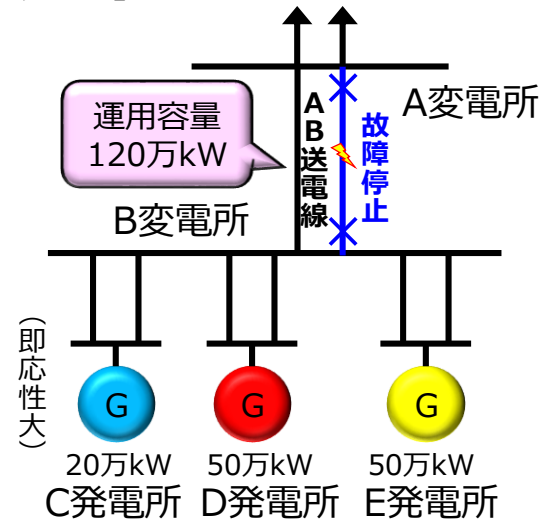 運用容量
120万kW
AB送電線
故障停止
A変電所
B変電所
（即応性大）
G
G
G
20万kW
50万kW
50万kW
C発電所
D発電所
E発電所